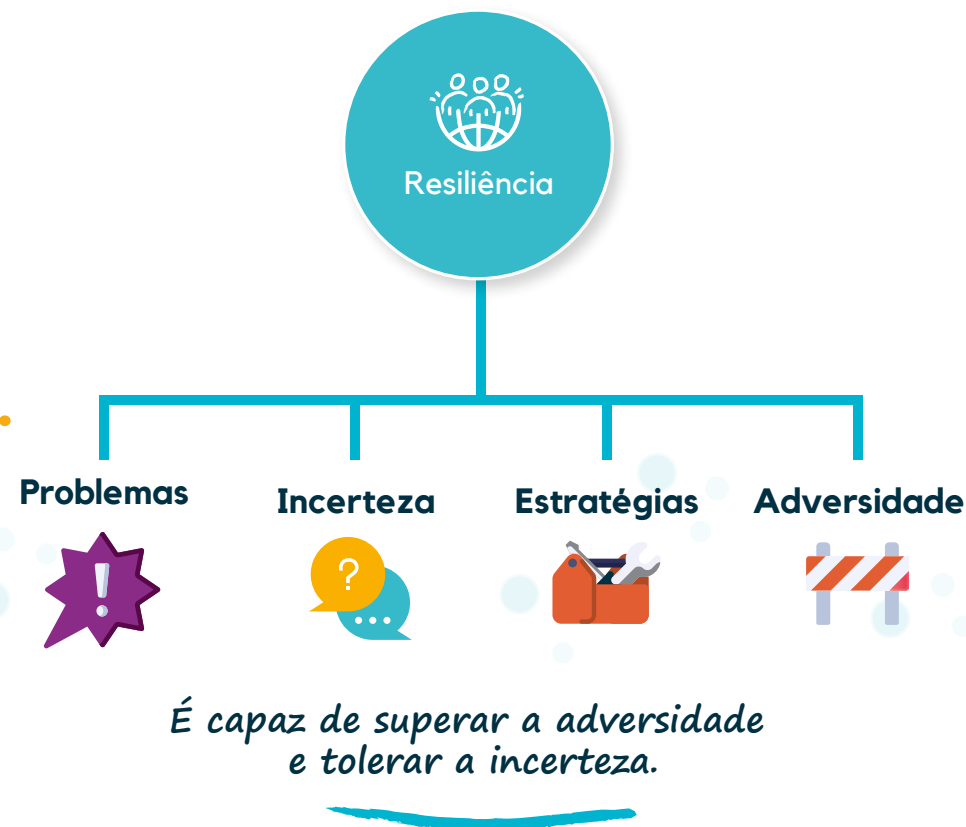 Resiliência
Problemas
Incerteza
Estratégias
Adversidade
É capaz de superar a adversidade
e tolerar a incerteza.